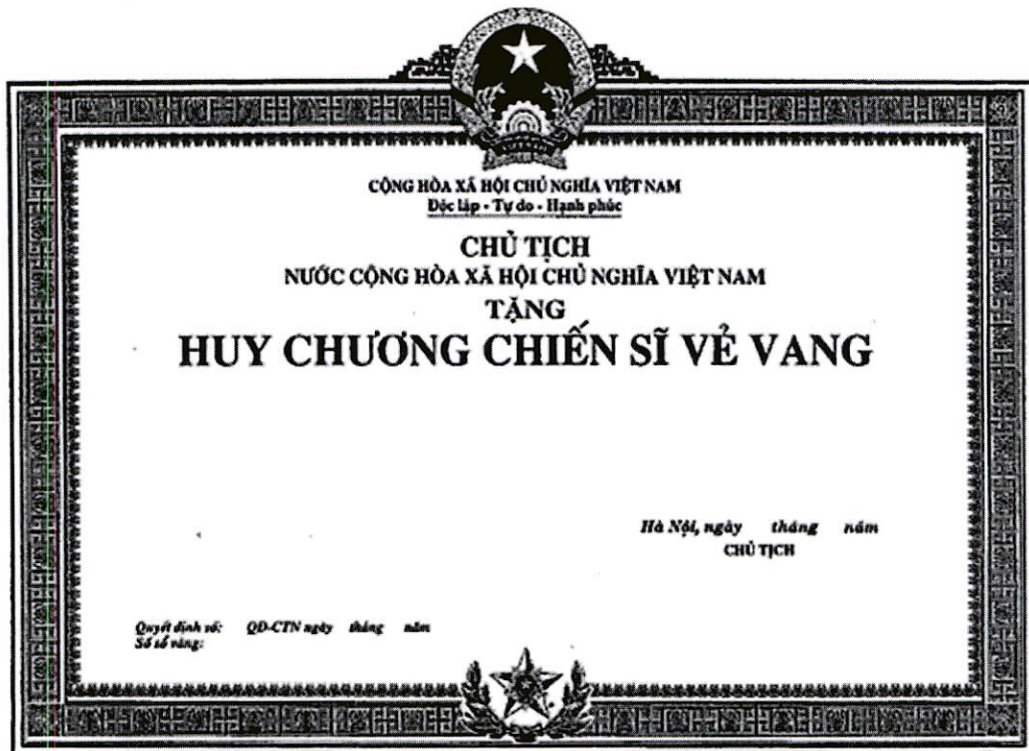 CỘNG HÒA XÃ HỘI CHỦ NGHĨA VIỆT NAM
Độc lập - Tự do - Hạnh phúc
CHỦ TỊCH
NƯỚC CỘNG HÒA XÃ HỘI CHỦ NGHĨA VIỆT NAM
TẶNG
HUY CHƯƠNG CHIẾN SĨ VẺ VANG
Hà Nội, ngày tháng năm
CHỦ TỊCH
Quyết định số: QĐ-CTN ngày tháng năm
Số sổ vàng: